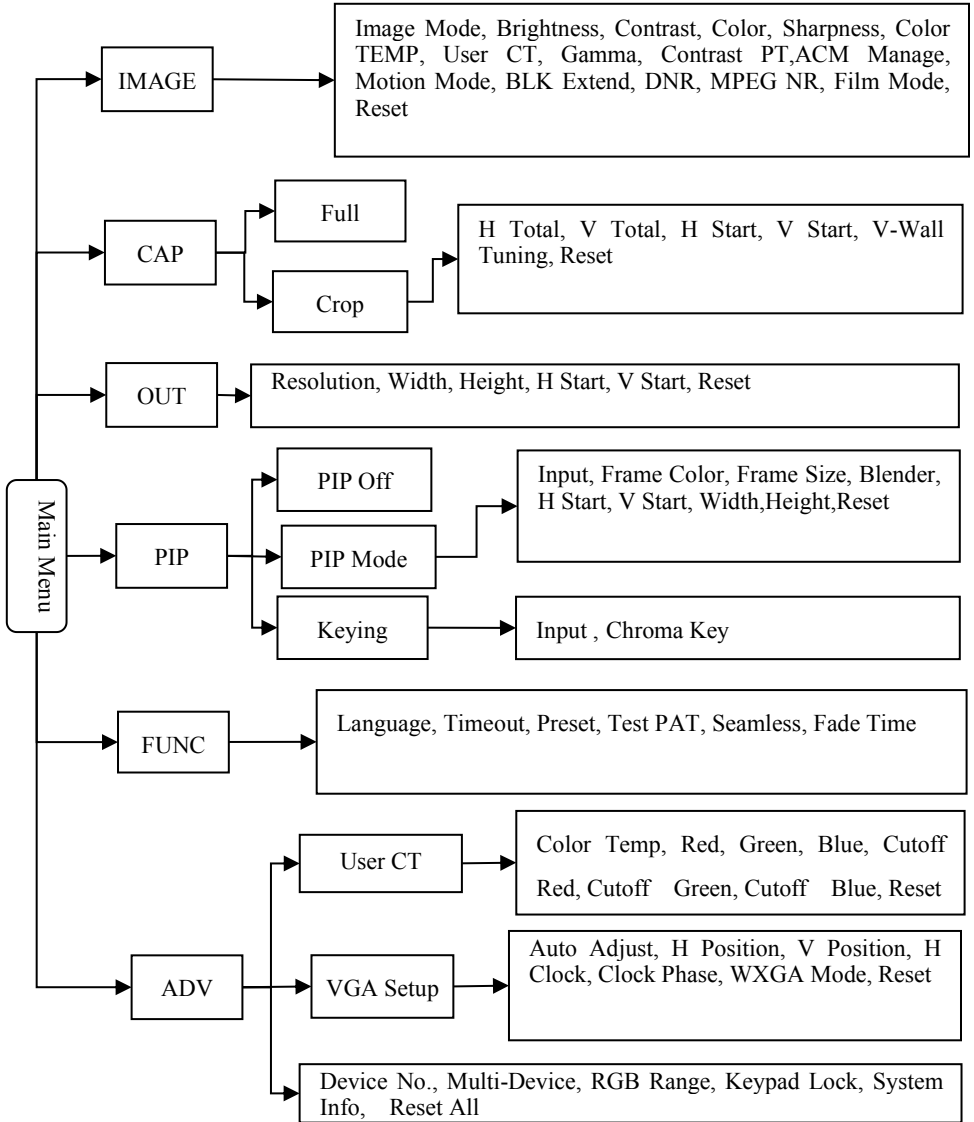 Image Mode, Brightness, Contrast, Color, Sharpness, Color
TEMP, User CT, Gamma, Contrast PT,ACM Manage,
Motion Mode, BLK Extend, DNR, MPEG NR, Film Mode,
Reset
IMAGE
Full
CAP
H Total, V Total, H Start, V Start, V-Wall
Tuning, Reset
Crop
OUT
Resolution, Width, Height, H Start, V Start, Reset
Main Menu
PIP Off
PIP
PIP Mode
Input, Frame Color, Frame Size, Blender,
H Start, V Start, Width,Height,Reset
Keying
Input , Chroma Key
FUNC
Language, Timeout, Preset, Test PAT, Seamless, Fade Time
User CT
Color Temp, Red, Green, Blue, Cutoff
Red, Cutoff Green, Cutoff Blue, Reset
ADV
VGA Setup
Auto Adjust, H Position, V Position, H
Clock, Clock Phase, WXGA Mode, Reset
Device No., Multi-Device, RGB Range, Keypad Lock, System
Info, Reset All